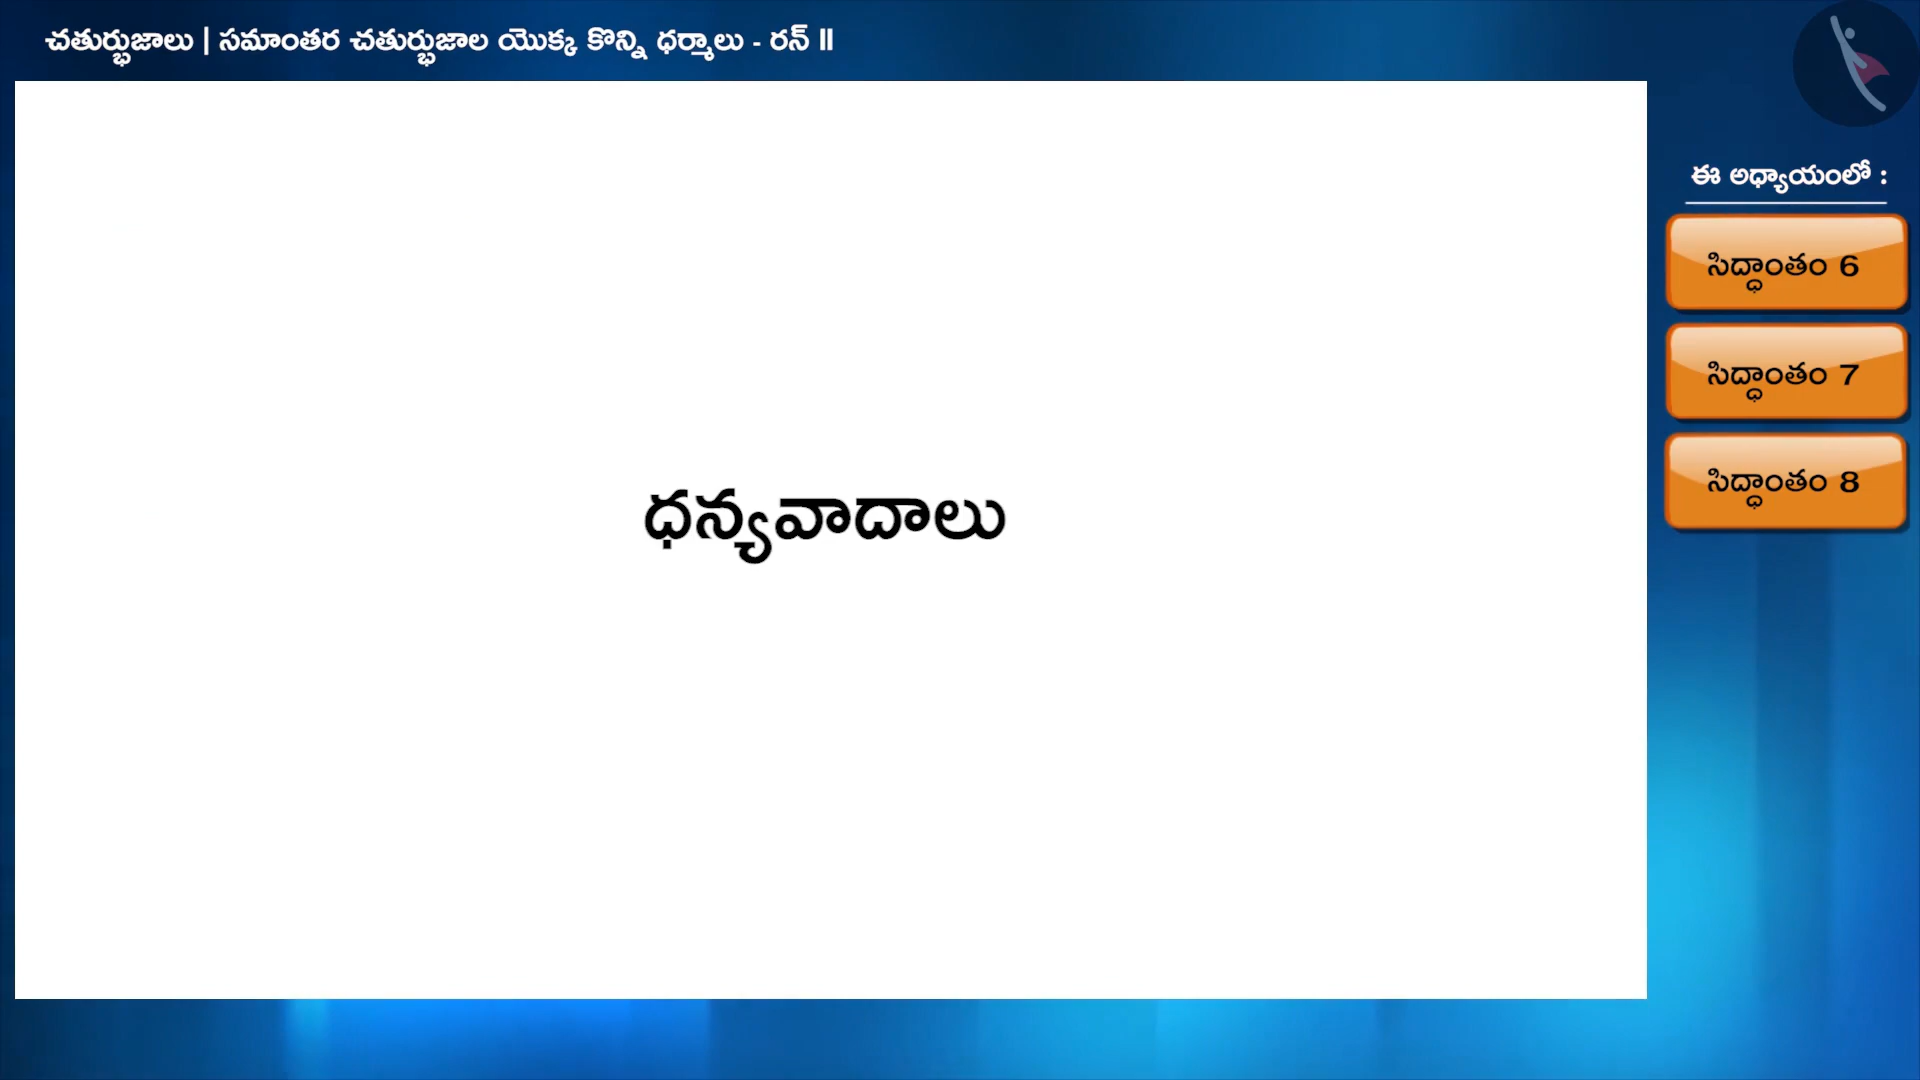 చతుర్భుజాలు | సమాంతర చతుర్భుజాల యొక్క కొన్ని ధర్మాలు - రన్ II
ఈ అధ్యాయంలో :
సిద్ధాంతం 6
సిద్ధాంతం 7
సిద్ధాంతం 8
ధన్యవాదాలు